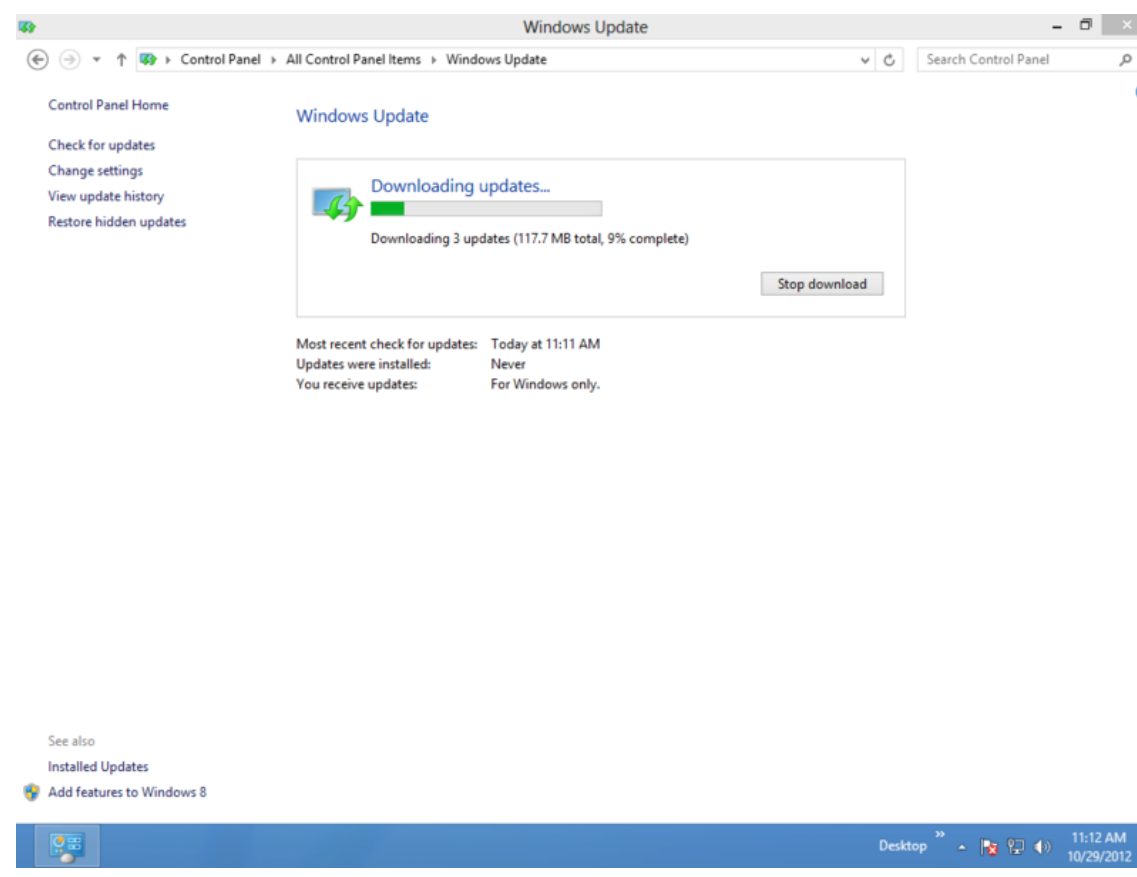 Windows Update
Control Panel All Control Panel Items Windows Update
Search Control Panel
Control Panel Home
Check for updates
Change settings
View update history
Restore hidden updates
Windows Update
Downloading updates...
Downloading 3 updates (117.7 MB total, 9% complete)
Stop download
Most recent check for updates: Today at 11:11 AM
Updates were installed: Never
You receive updates: For Windows only.
See also
Installed Updates
Add features to Windows 8
Desktop
11:12 AM
10/29/2012